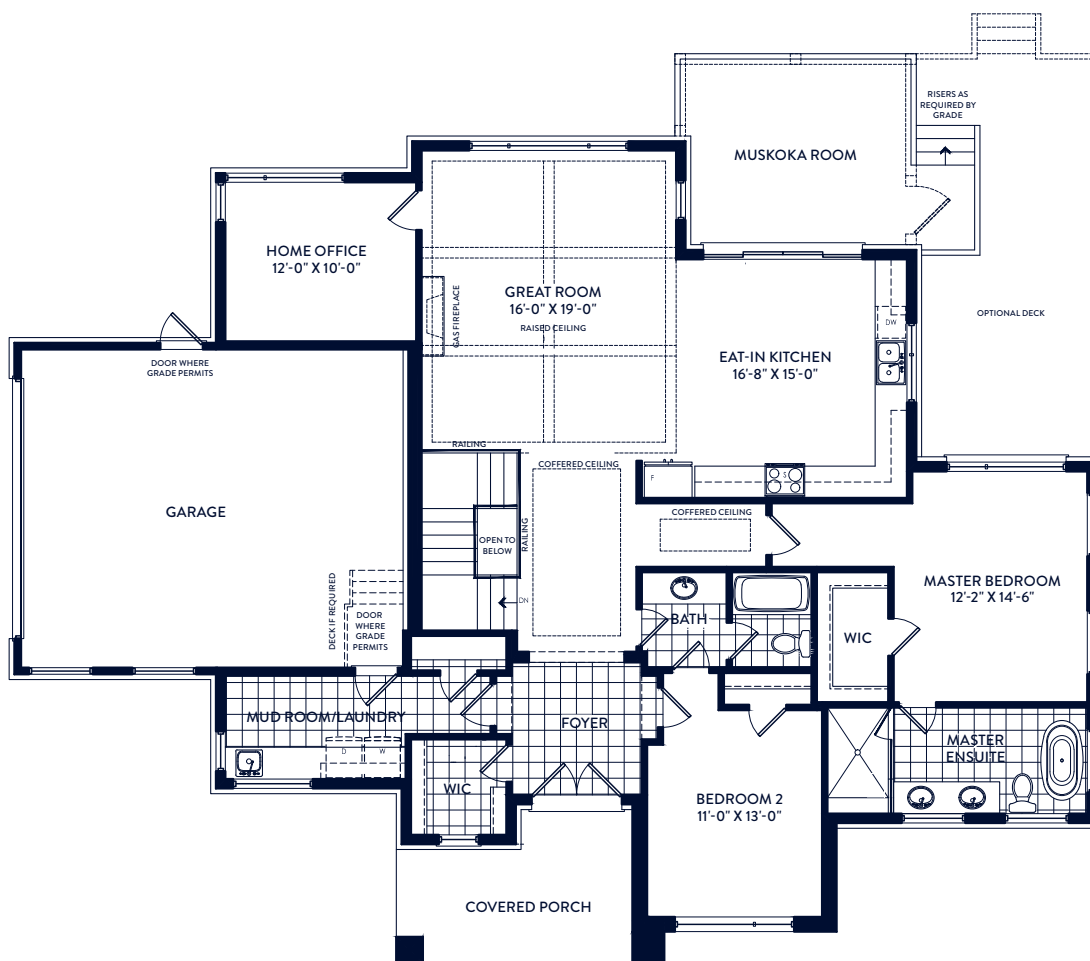 RISERS AS
REQUIRED BY
GRADE
MUSKOKA ROOM
HOME OFFICE
12'-0" X 10'-0"
GREAT ROOM
16'-0" X 19'-0"
RAISED CEILING
GAS FIREPLACE
OPTIONAL DECK
DW
EAT-IN KITCHEN
16'-8" X 15'-0"
DOOR WHERE
GRADE PERMITS
RAILING
COFFERED CEILING
F
S
GARAGE
COFFERED CEILING
RAILING
OPEN TO
BELOW
DN
MASTER BEDROOM
12'-2" X 14'-6"
DECK IF REQUIRED
DOOR
WHERE
GRADE
PERMITS
BATH
WIC
MUD ROOM/LAUNDRY
FOYER
D
W
MASTER
ENSUITE
WIC
BEDROOM 2
11'-0" X 13'-0"
COVERED PORCH